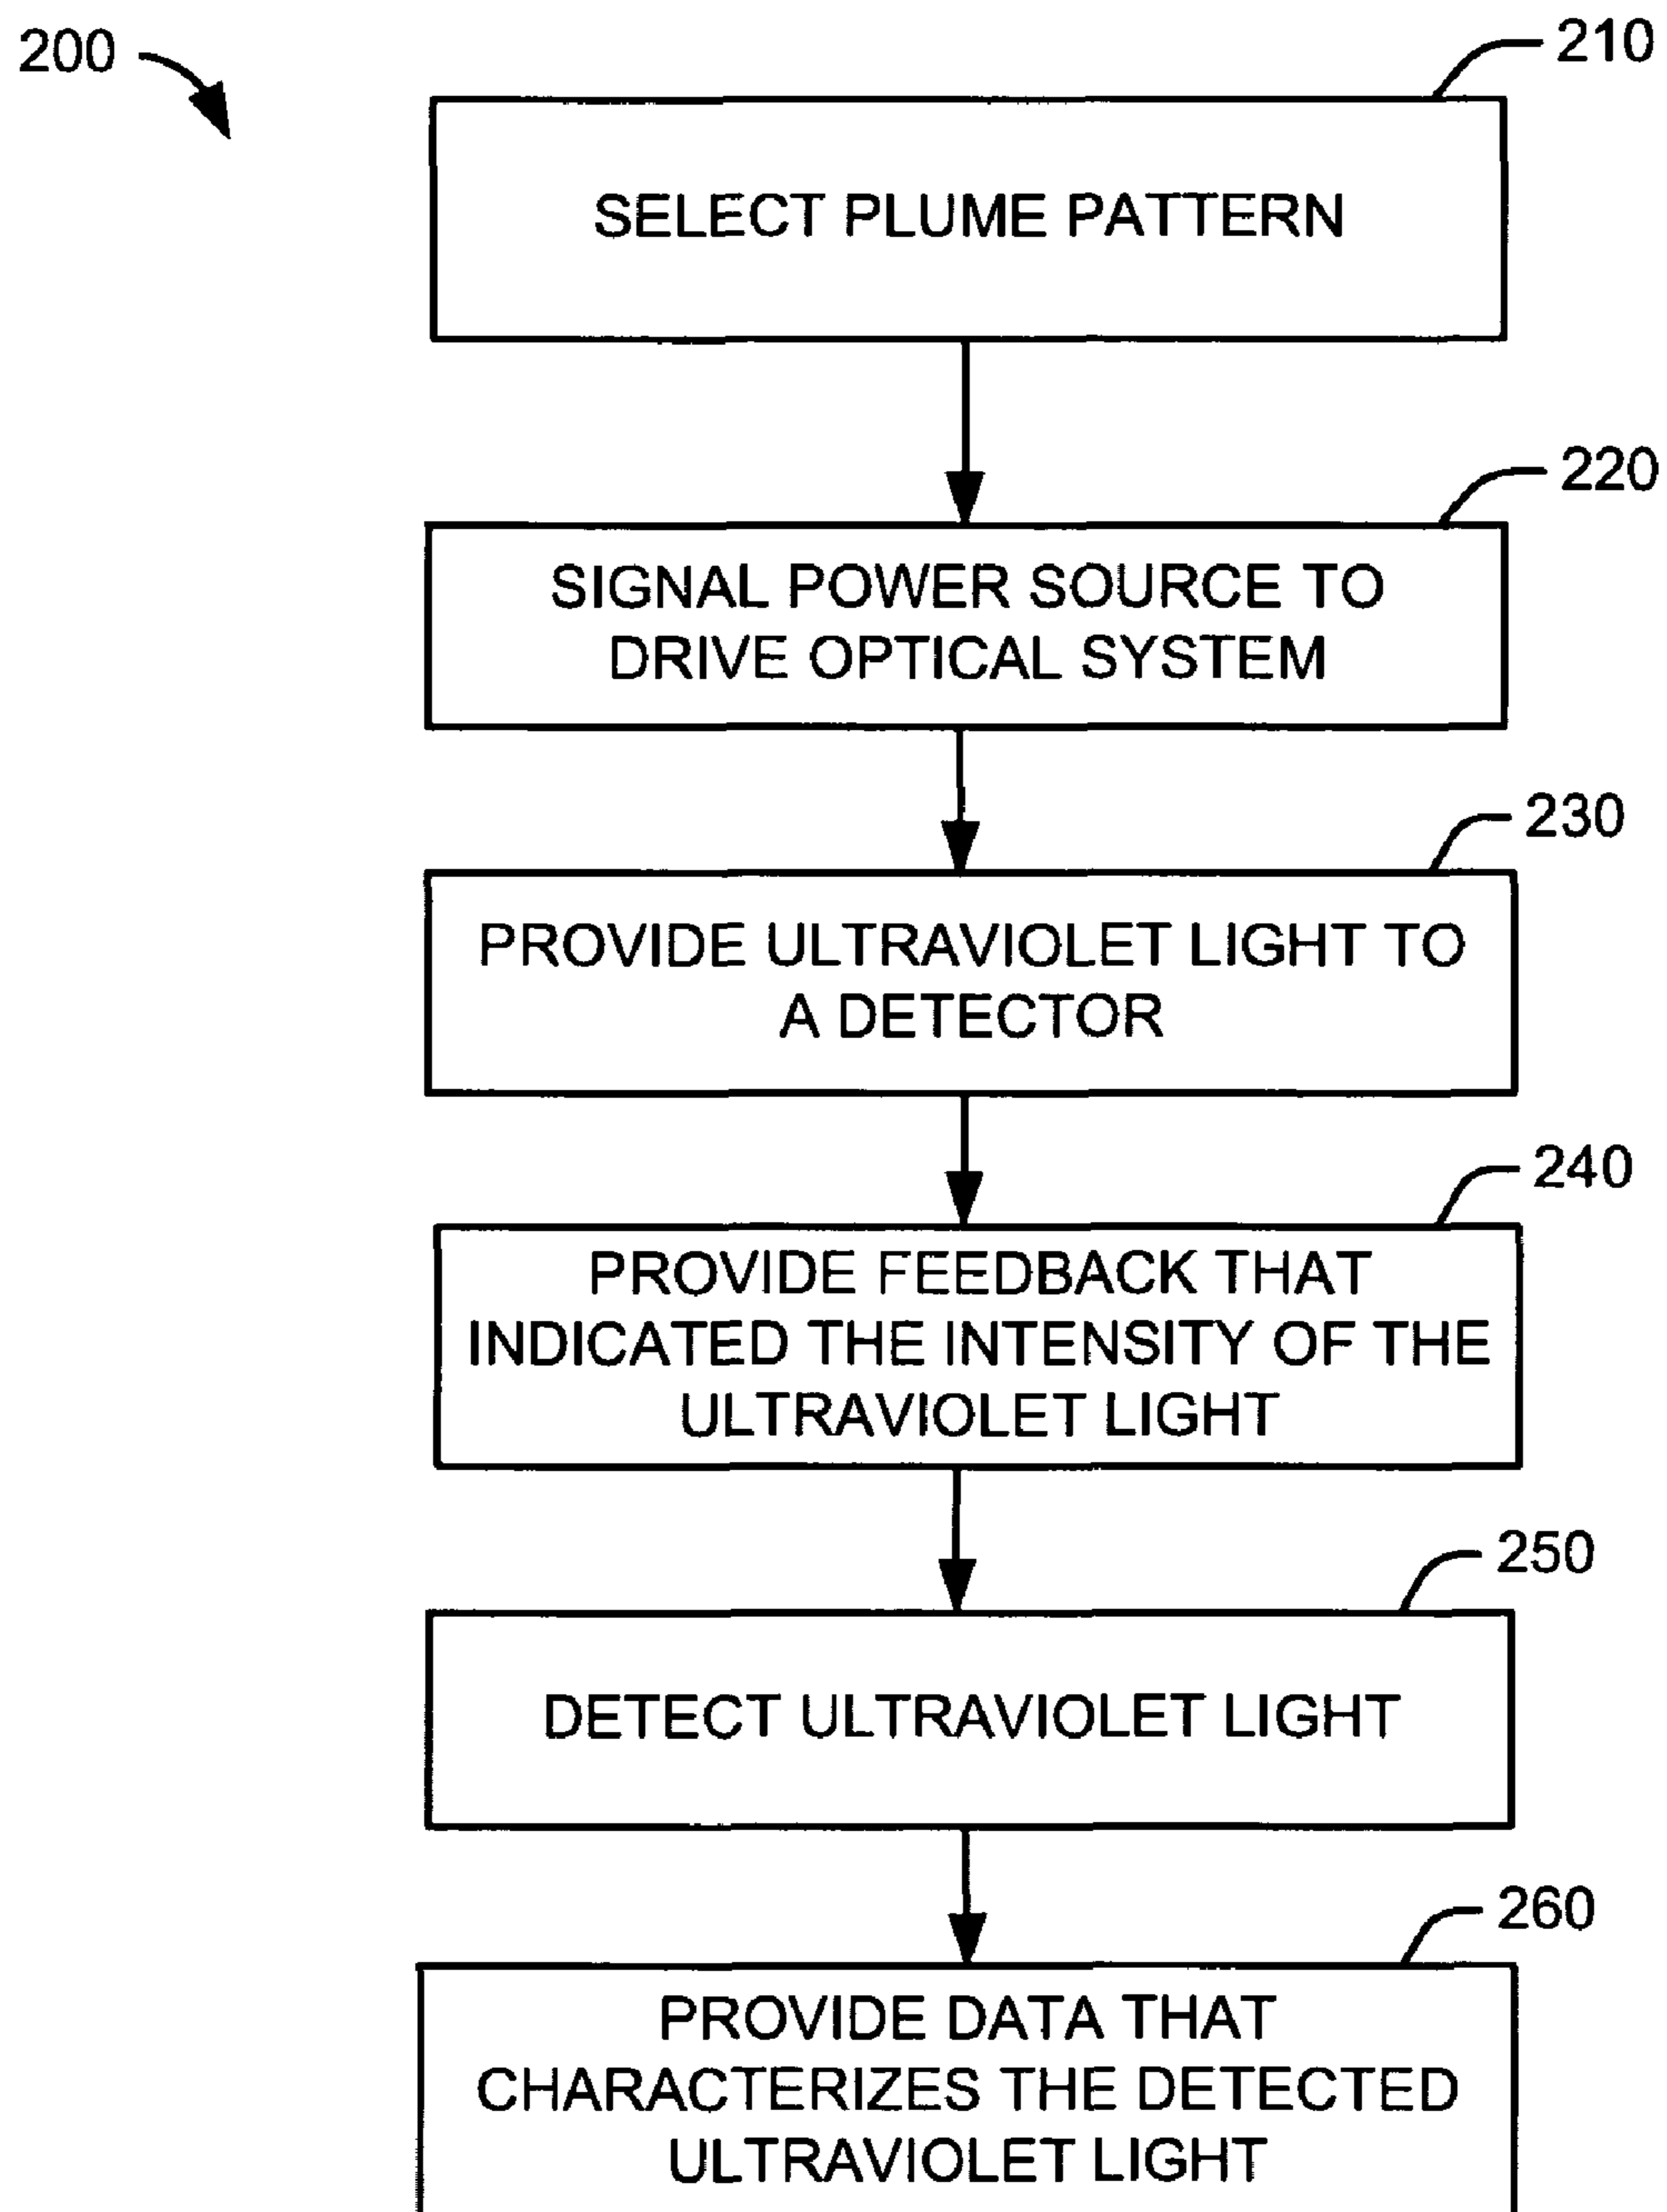 200
210
SELECT PLUME PATTERN
220
SIGNAL POWER SOURCE TO
DRIVE OPTICAL SYSTEM
230
PROVIDE ULTRAVIOLET LIGHT TO
A DETECTOR
240
PROVIDE FEEDBACK THAT
INDICATED THE INTENSITY OF THE
ULTRAVIOLET LIGHT
250
DETECT ULTRAVIOLET LIGHT
260
PROVIDE DATA THAT
CHARACTERIZES THE DETECTED
ULTRAVIOLET LIGHT